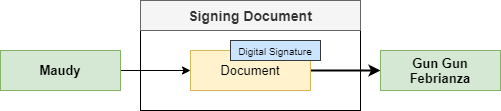 Signing Document
Digital Signature
Maudy
Document
Gun Gun
Febrianza